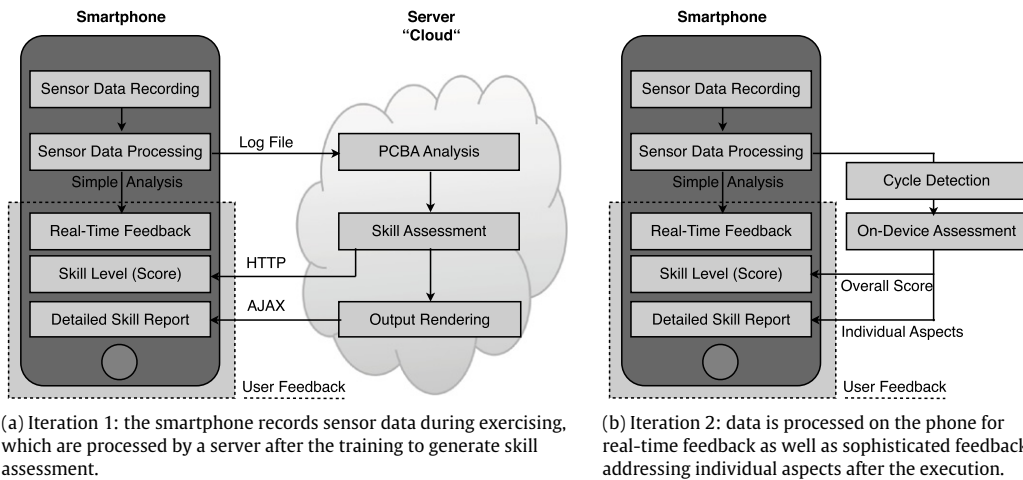 Smartphone
Server
"Cloud"
Sensor Data Recording
Sensor Data Processing
Log File
PCBA Analysis
Simple Analysis
Real-Time Feedback
Skill Assessment
HTTP
Skill Level (Score)
AJAX
Detailed Skill Report
Output Rendering
User Feedback
(a) Iteration 1: the smartphone records sensor data during exercising,
which are processed by a server after the training to generate skill
assessment.
Smartphone
Sensor Data Recording
Sensor Data Processing
Simple Analysis
Cycle Detection
Real-Time Feedback
On-Device Assessment
Skill Level (Score)
Overall Score
Detailed Skill Report
Individual Aspects
User Feedback
(b) Iteration 2: data is processed on the phone for
real-time feedback as well as sophisticated feedback
addressing individual aspects after the execution.